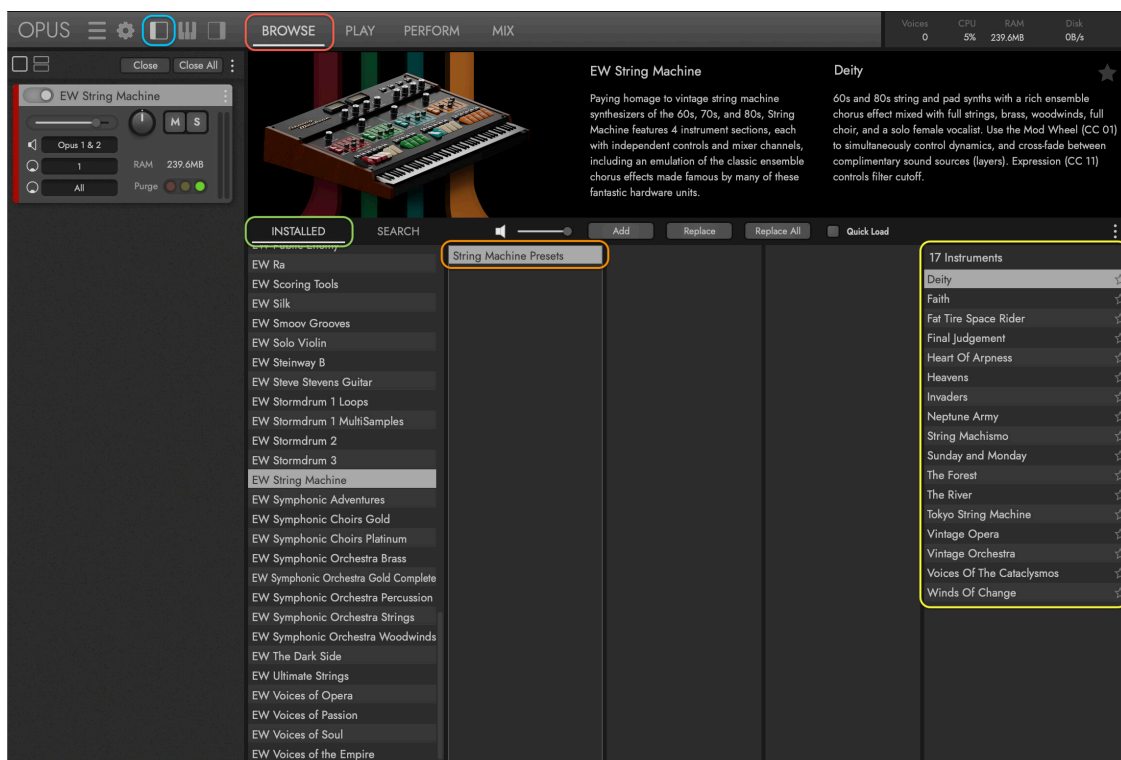 OPUS
BROWSE
PLAY
PERFORM
MIX
Voices
0
CPU
5%
RAM
239.6MB
Disk
0B/s
Close
Close All
EW String Machine
M
S
Opus 1 & 2
1
RAM
239.6MB
All
Purge
EW String Machine
Paying homage to vintage string machine
synthesizers of the 60s, 70s, and 80s, String
Machine features 4 instrument sections, each
with independent controls and mixer channels,
including an emulation of the classic ensemble
chorus effects made famous by many of these
fantastic hardware units.
Deity
60s and 80s string and pad synths with a rich ensemble
chorus effect mixed with full strings, brass, woodwinds, full
choir, and a solo female vocalist. Use the Mod Wheel (CC 01)
to simultaneously control dynamics, and cross-fade between
complimentary sound sources (layers). Expression (CC 11)
controls filter cutoff.
INSTALLED
SEARCH
Add
Replace
Replace All
Quick Load
EW Public Enemy
EW Ra
EW Scoring Tools
EW Silk
EW Smoov Grooves
EW Solo Violin
EW Steinway B
EW Steve Stevens Guitar
EW Stormdrum 1 Loops
EW Stormdrum 1 MultiSamples
EW Stormdrum 2
EW Stormdrum 3
EW String Machine
EW Symphonic Adventures
EW Symphonic Choirs Gold
EW Symphonic Choirs Platinum
EW Symphonic Orchestra Brass
EW Symphonic Orchestra Gold Complete
EW Symphonic Orchestra Percussion
EW Symphonic Orchestra Strings
EW Symphonic Orchestra Woodwinds
EW The Dark Side
EW Ultimate Strings
EW Voices of Opera
EW Voices of Passion
EW Voices of Soul
EW Voices of the Empire
String Machine Presets
17 Instruments
Deity
Faith
Fat Tire Space Rider
Final Judgement
Heart Of Arpness
Heavens
Invaders
Neptune Army
String Machismo
Sunday and Monday
The Forest
The River
Tokyo String Machine
Vintage Opera
Vintage Orchestra
Voices Of The Cataclysmos
Winds Of Change